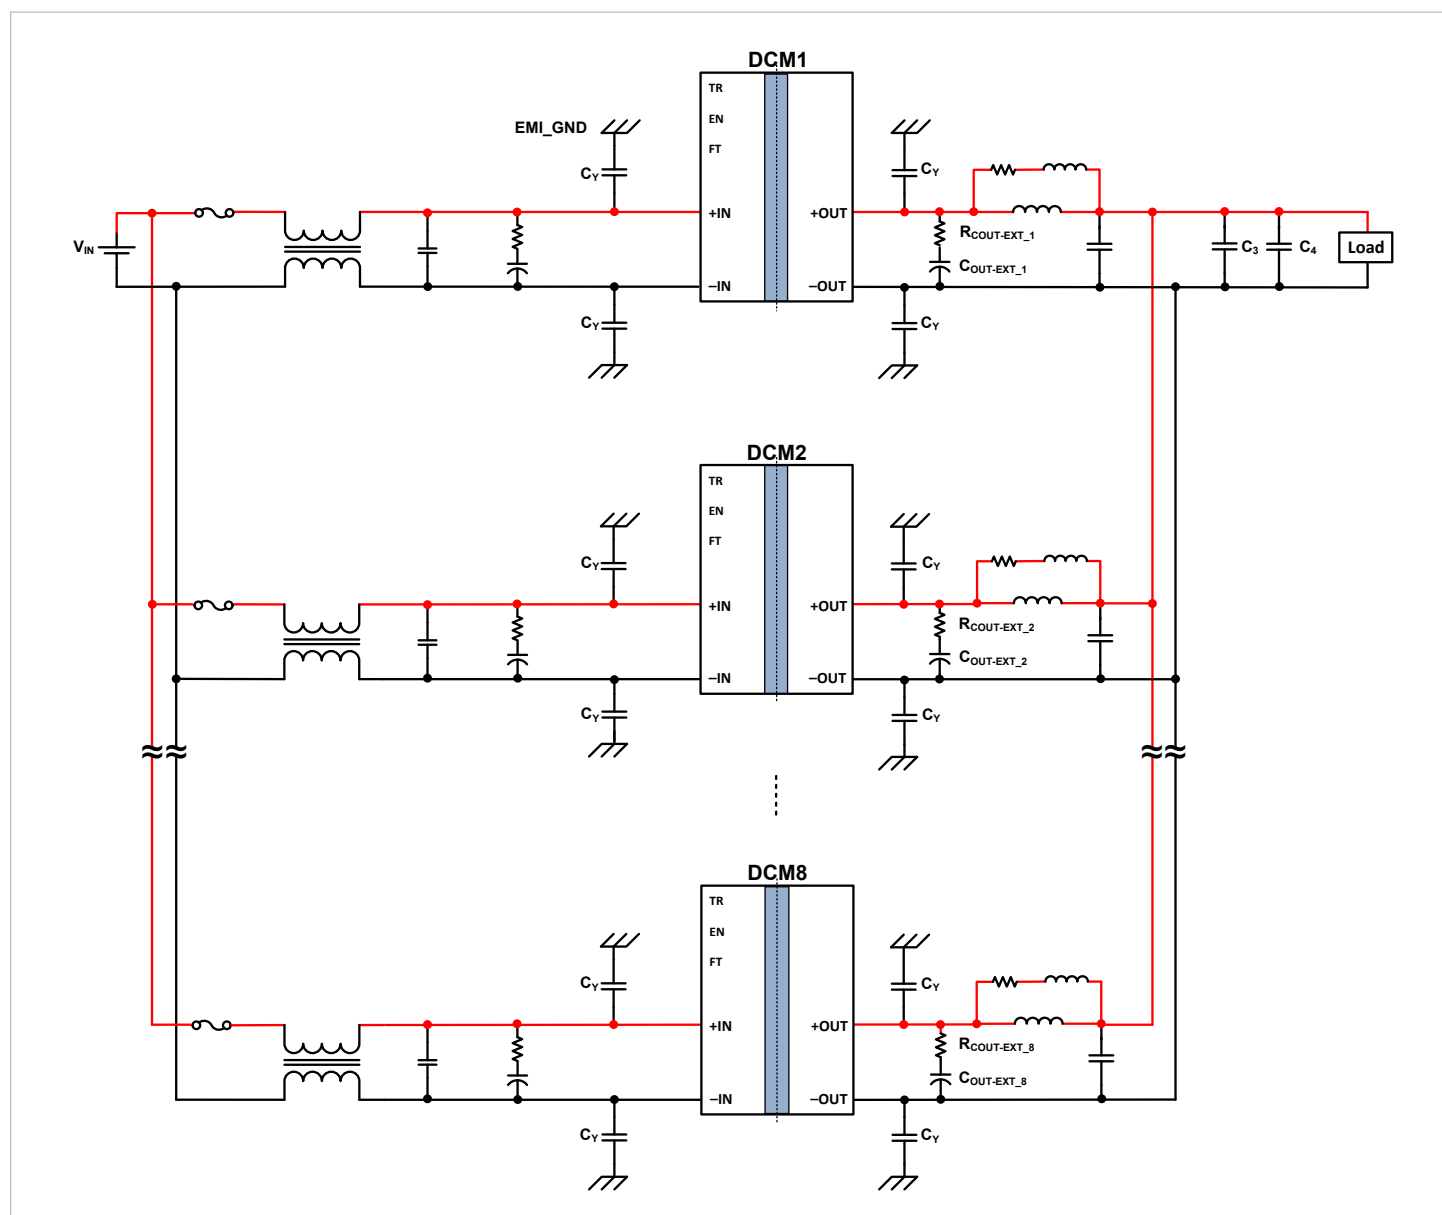 DCM1
TR
EN
FT
EMI_GND
CY
CY
+IN
+OUT
VIN
RCOUT-EXT_1
COUT-EXT_1
C3
C4
Load
–IN
–OUT
CY
CY
DCM2
TR
EN
FT
CY
CY
+IN
+OUT
RCOUT-EXT_2
COUT-EXT_2
–IN
–OUT
CY
CY
DCM8
TR
EN
FT
CY
CY
+IN
+OUT
RCOUT-EXT_8
COUT-EXT_8
–IN
–OUT
CY
CY